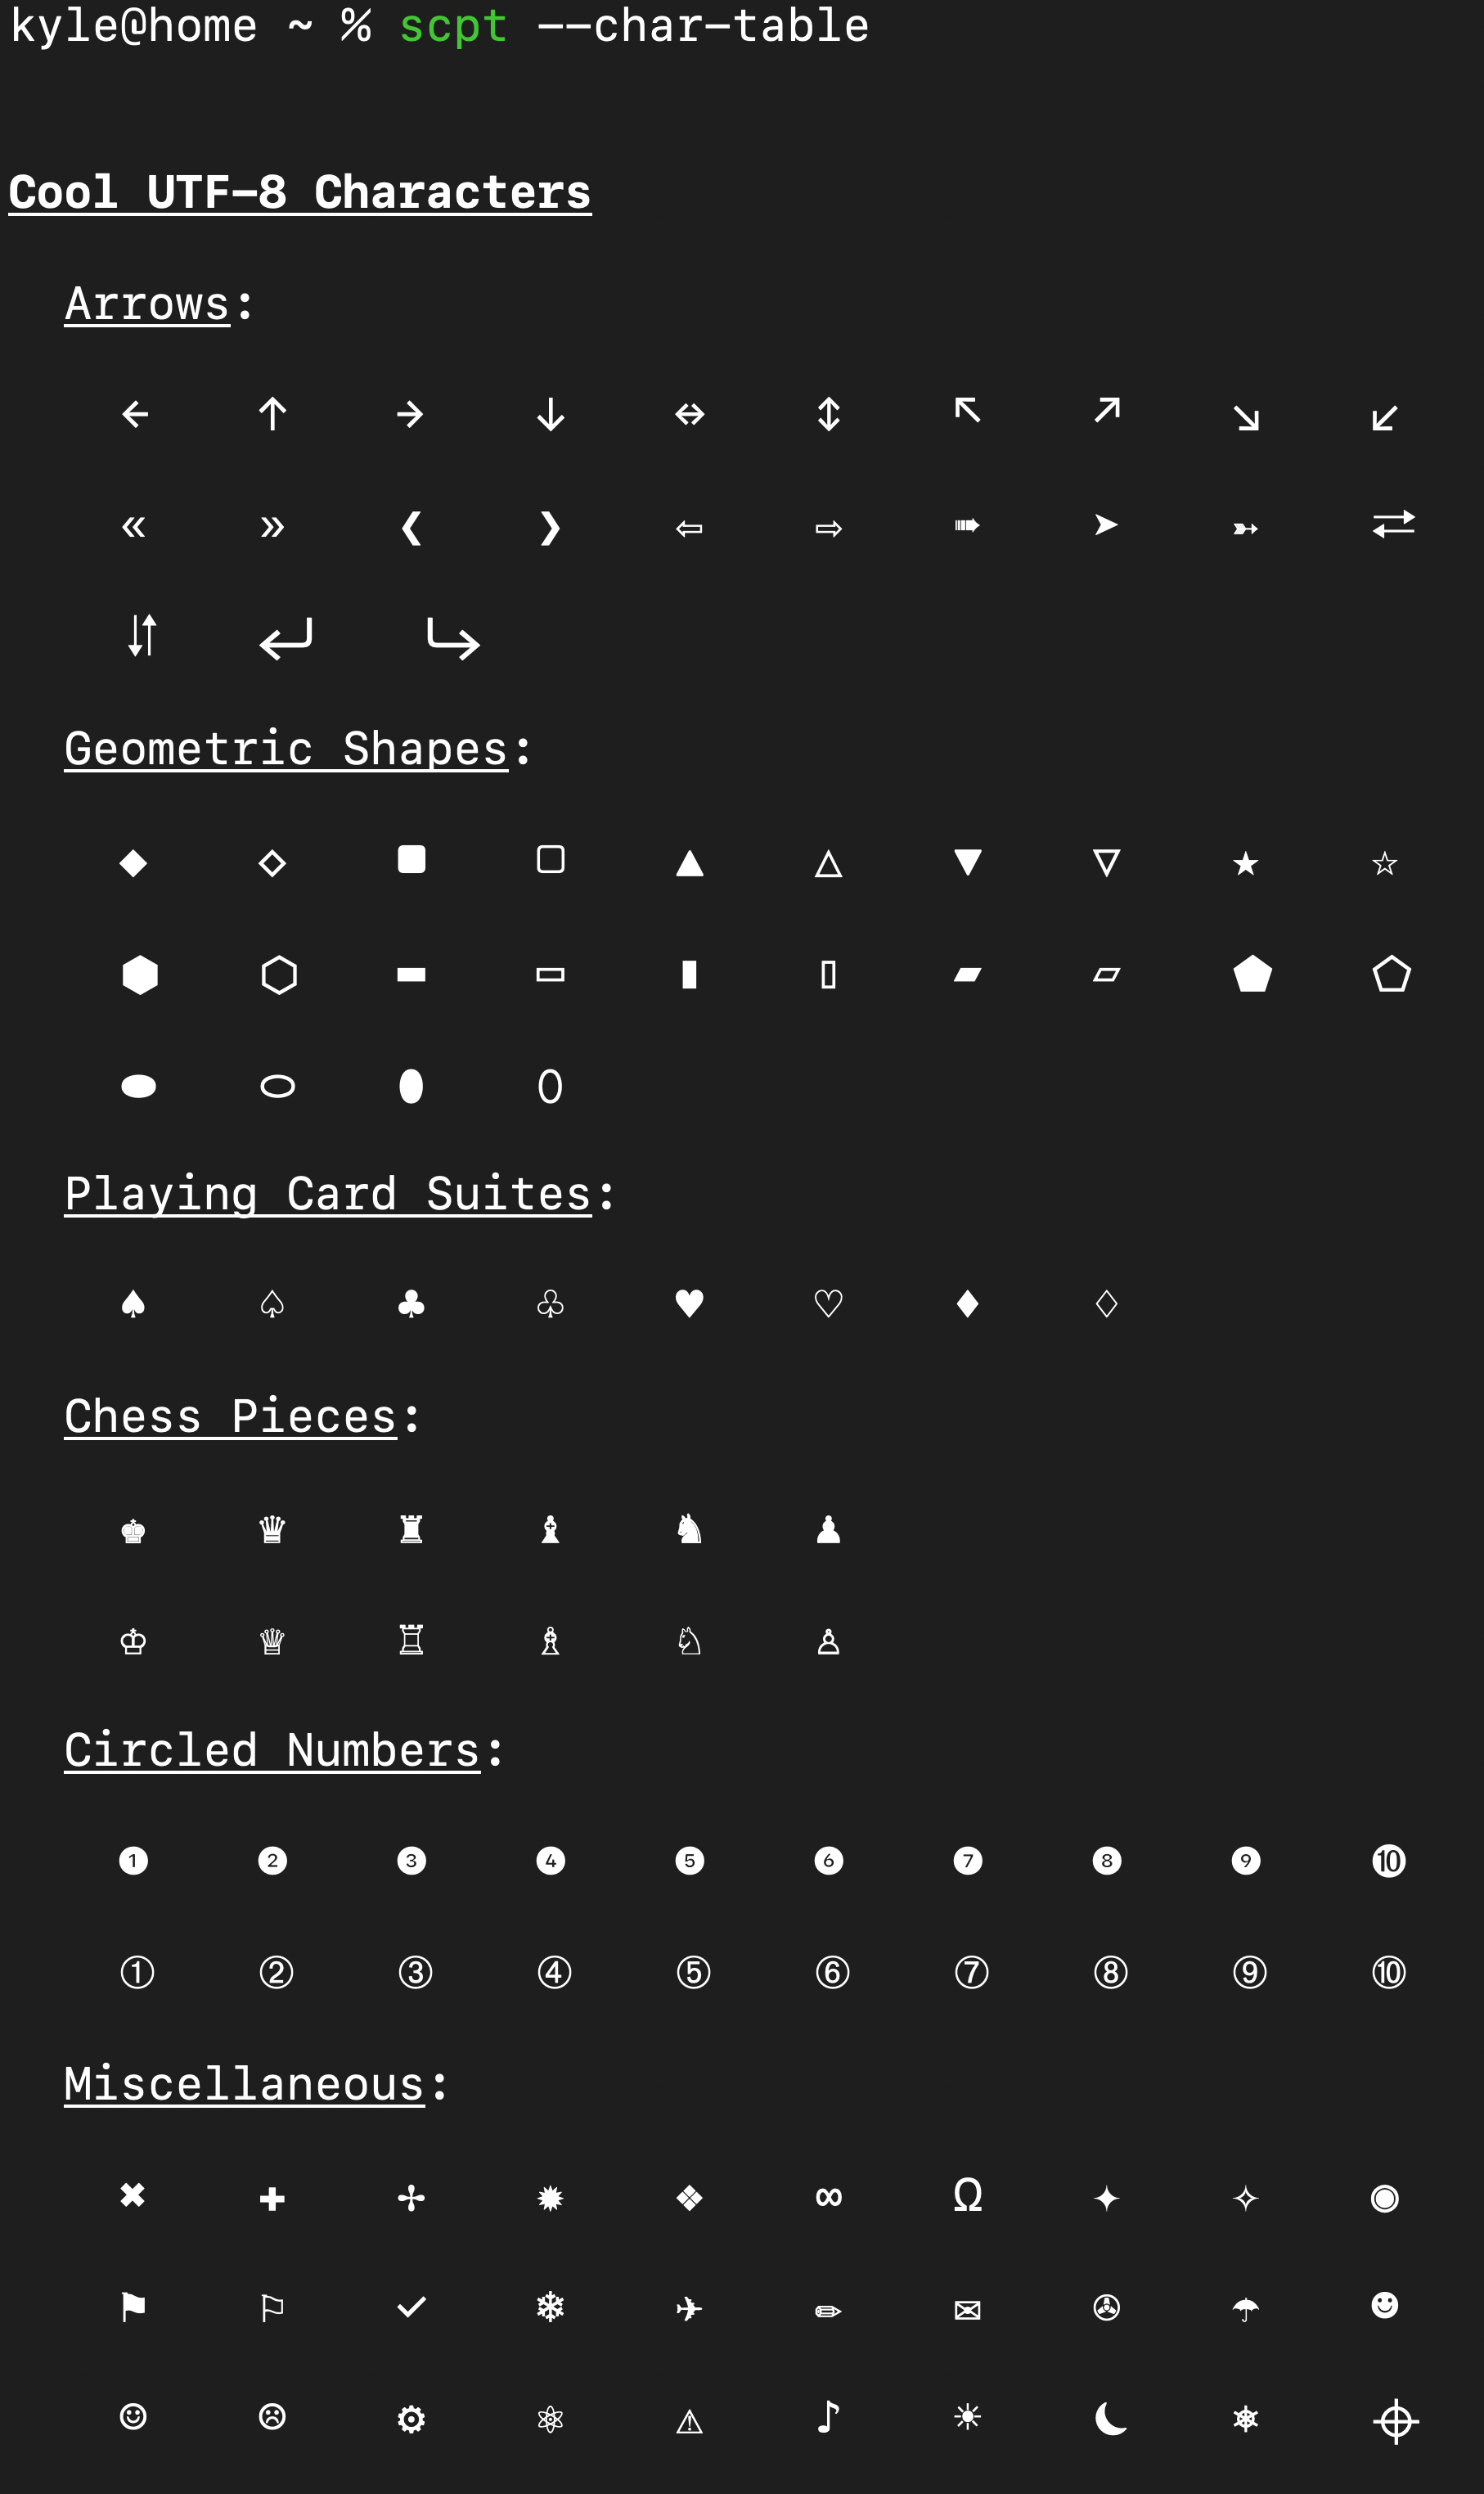 kyle@home ~ % scpt --char-table
Cool UTF-8 Characters
Arrows:
← ↑ → ↓ ⇔ ⇕ ↖ ↗ ↘ ↙
« » ❮ ❯ ⇦ ⇨ ➠ ➤ ➳ ⇄
⇵ ⮐ ⮑
Geometric Shapes:
◆ ◇ ■ □ ▲ △ ▼ ▽ ★ ☆
⬢ ⬡ ▬ ▭ ▮ ▯ ▰ ▱ ⬟ ⬠
⬬ ⬭ ⬮ ⬯
Playing Card Suites:
♠ ♤ ♣ ♧ ♥ ♡ ♦ ♢
Chess Pieces:
♚ ♛ ♜ ♝ ♞ ♟
♔ ♕ ♖ ♗ ♘ ♙
Circled Numbers:
❶ ❷ ❸ ❹ ❺ ❻ ❼ ❽ ❾ ❿
① ② ③ ④ ⑤ ⑥ ⑦ ⑧ ⑨ ⑩
Miscellaneous:
✖ ✚ ✢ ✹ ❖ ∞ Ω ✦ ✧ ◉
⚑ ⚐ ✓ ❄ ✈ ✏ ✉ ✇ ☂ ☻
☺ ☹ ⚙ ⚛ ⚠ ♪ ☀ ☾ ⎈ ⌖